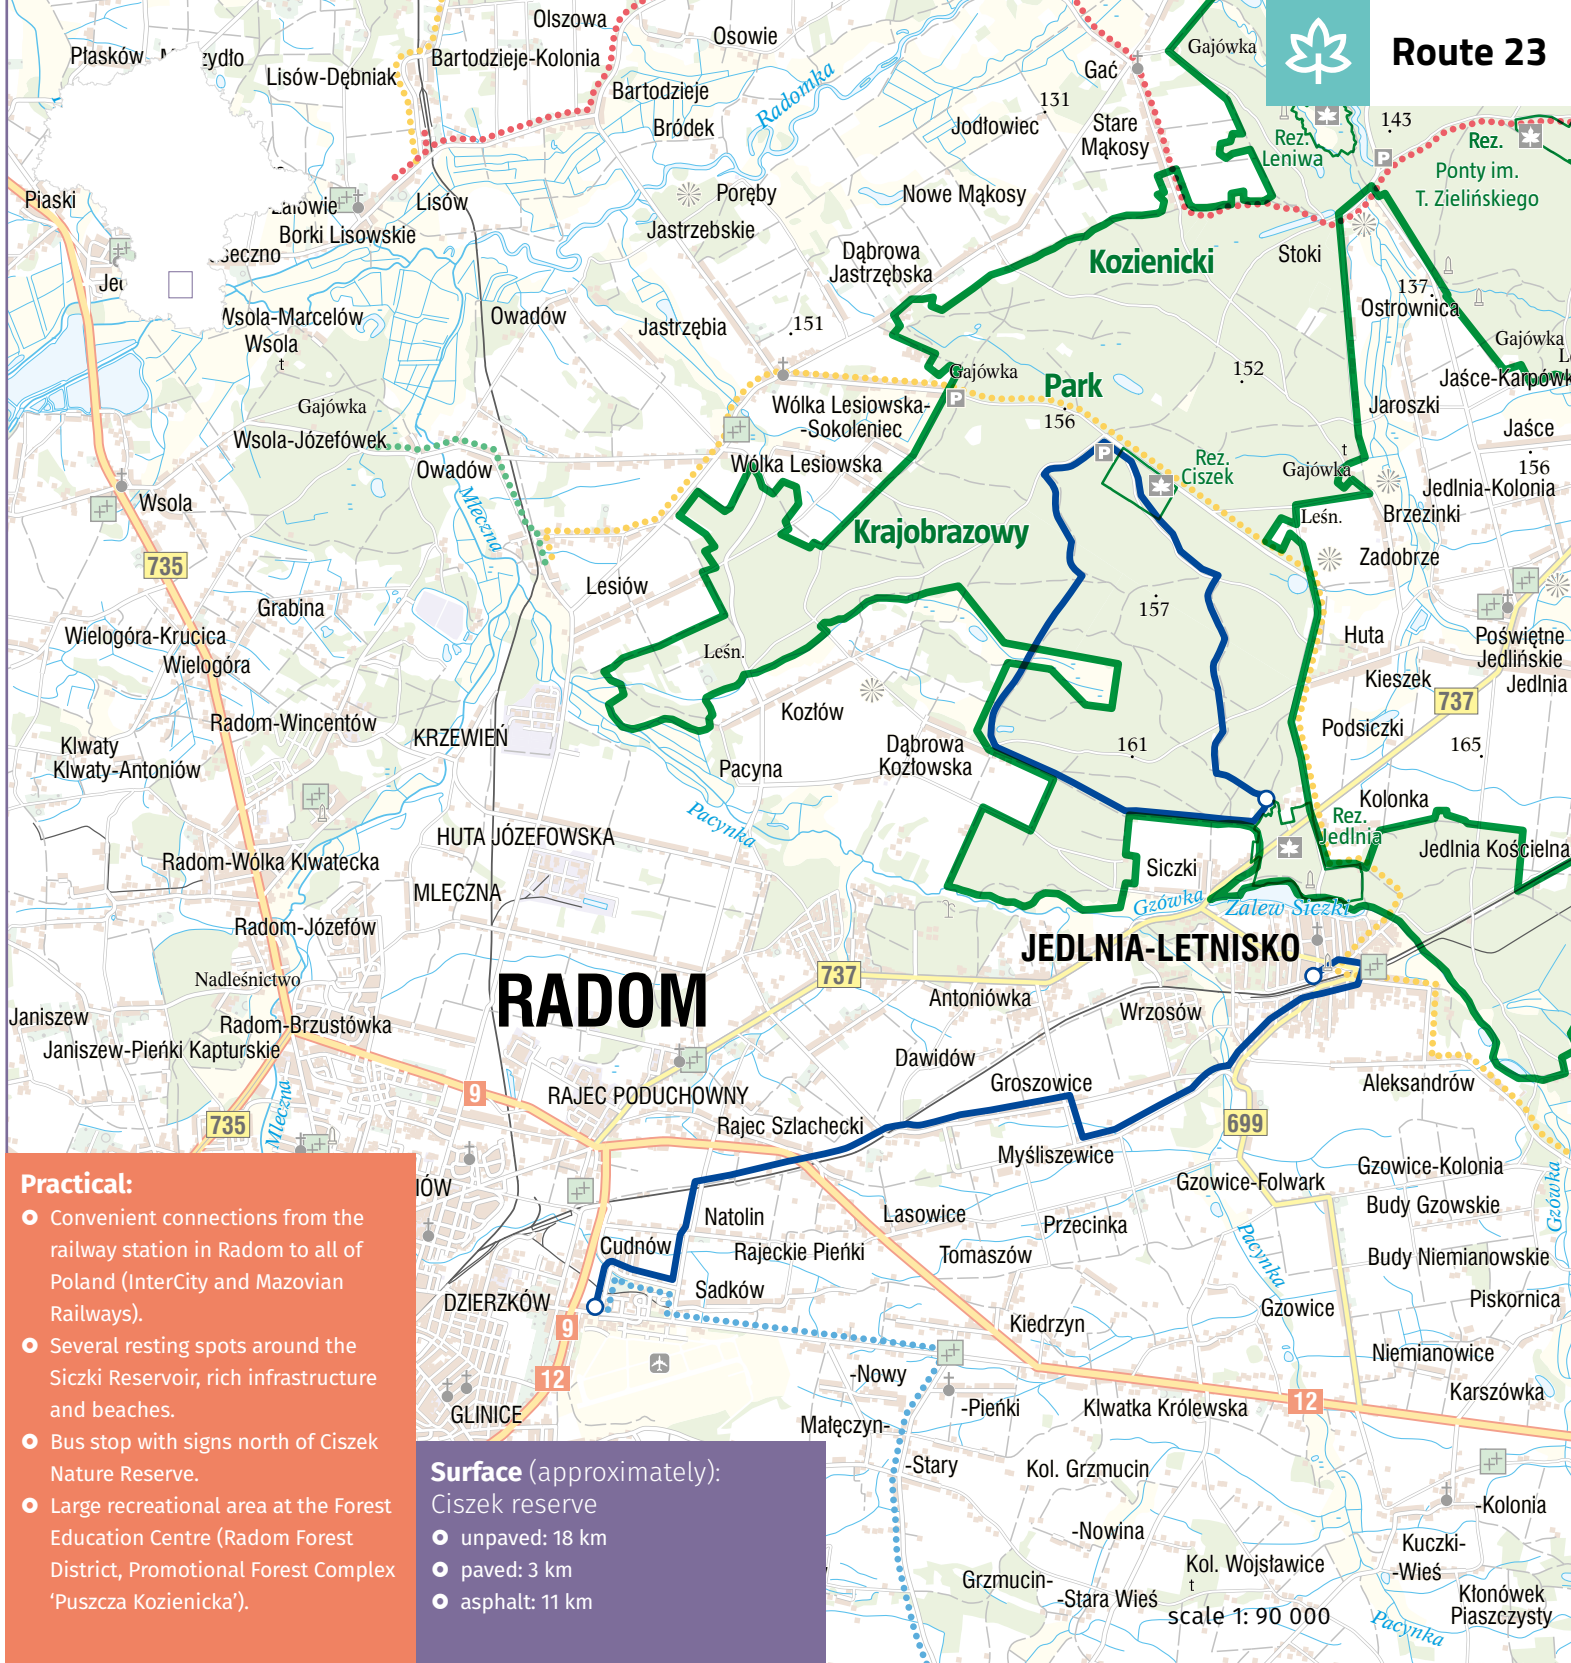 Route 23
Olszowa
Osowie
Gajówka
Płasków
zydło
Lisów-Dębniak
Bartodzieje-Kolonia
Gać
Bartodzieje
Radomka
131
143
Bródek
Jodłowiec
Stare
Mąkosy
Rez.
Leniwa
Rez.
Ponty im.
T. Zielińskiego
Piaski
Lisów
Poręby
Nowe Mąkosy
Borki Lisowskie
Jastrzebskie
Dąbrowa
Jastrzębska
Kozienicki
Stoki
137
Ostrownica
Wsola-Marcelów
Wsola
t
Owadów
Jastrzębia
151
Gajówka
Gajówka
152
Park
Jaśce-Karpówk
Gajówka
Wólka Lesiowska-
-Sokoleniec
156
Jaroszki
Jaśce
Wsola-Józefówek
Owadów
Wólka Lesiowska
Rez.
Ciszek
t
Gajówka
156
Jedlnia-Kolonia
Wsola
Mleczna
Krajobrazowy
Leśn.
Brzezinki
735
Lesiów
Zadobrze
Grabina
157
Wielogóra-Krucica
Wielogóra
Leśn.
Huta
Poświętne
Jedlińskie
Kieszek
Jedlnia
737
Radom-Wincentów
KRZEWIEŃ
Kozłów
Podsiczki
Klwaty
Klwaty-Antoniów
Dąbrowa
Kozłowska
161
165
Pacyna
Pacynka
Kolonka
Rez.
Jedlnia
HUTA JÓZEFOWSKA
Radom-Wólka Klwatecka
Siczki
Jedlnia Kościelna
MLECZNA
Gzówka
Zalew Siczki
Radom-Józefów
JEDLNIA-LETNISKO
Nadleśnictwo
RADOM
737
Antoniówka
Janiszew
Radom-Brzustówka
Wrzosów
Janiszew-Pieńki Kapturskie
Dawidów
Mleczna
9
RAJEC PODUCHOWNY
Groszowice
Aleksandrów
735
Rajec Szlachecki
699
Myśliszewice
Practical:
Convenient connections from the
railway station in Radom to all of
Poland (InterCity and Mazovian
Railways).
Several resting spots around the
Siczki Reservoir, rich infrastructure
and beaches.
Bus stop with signs north of Ciszek
Nature Reserve.
Large recreational area at the Forest
Education Centre (Radom Forest
District, Promotional Forest Complex
‘Puszcza Kozienicka’).
IÓW
Gzowice-Folwark
Gzowice-Kolonia
Gzówka
Natolin
Lasowice
Przecinka
Budy Gzowskie
Cudnów
Rajeckie Pieńki
Tomaszów
Pacynka
Budy Niemianowskie
Sadków
DZIERZKÓW
Gzowice
Piskornica
9
Kiedrzyn
Niemianowice
12
-Nowy
Karszówka
GLINICE
-Pieńki
Klwatka Królewska
12
Małęczyn-
-Stary
Kol. Grzmucin
Surface (approximately):
Ciszek reserve
unpaved: 18 km
paved: 3 km
asphalt: 11 km
-Kolonia
-Nowina
Kuczki-
-Wieś
Kol. Wojsławice
t
Grzmucin-
-Stara Wieś
Kłonówek
Piaszczysty
scale 1: 90 000
Pacynka